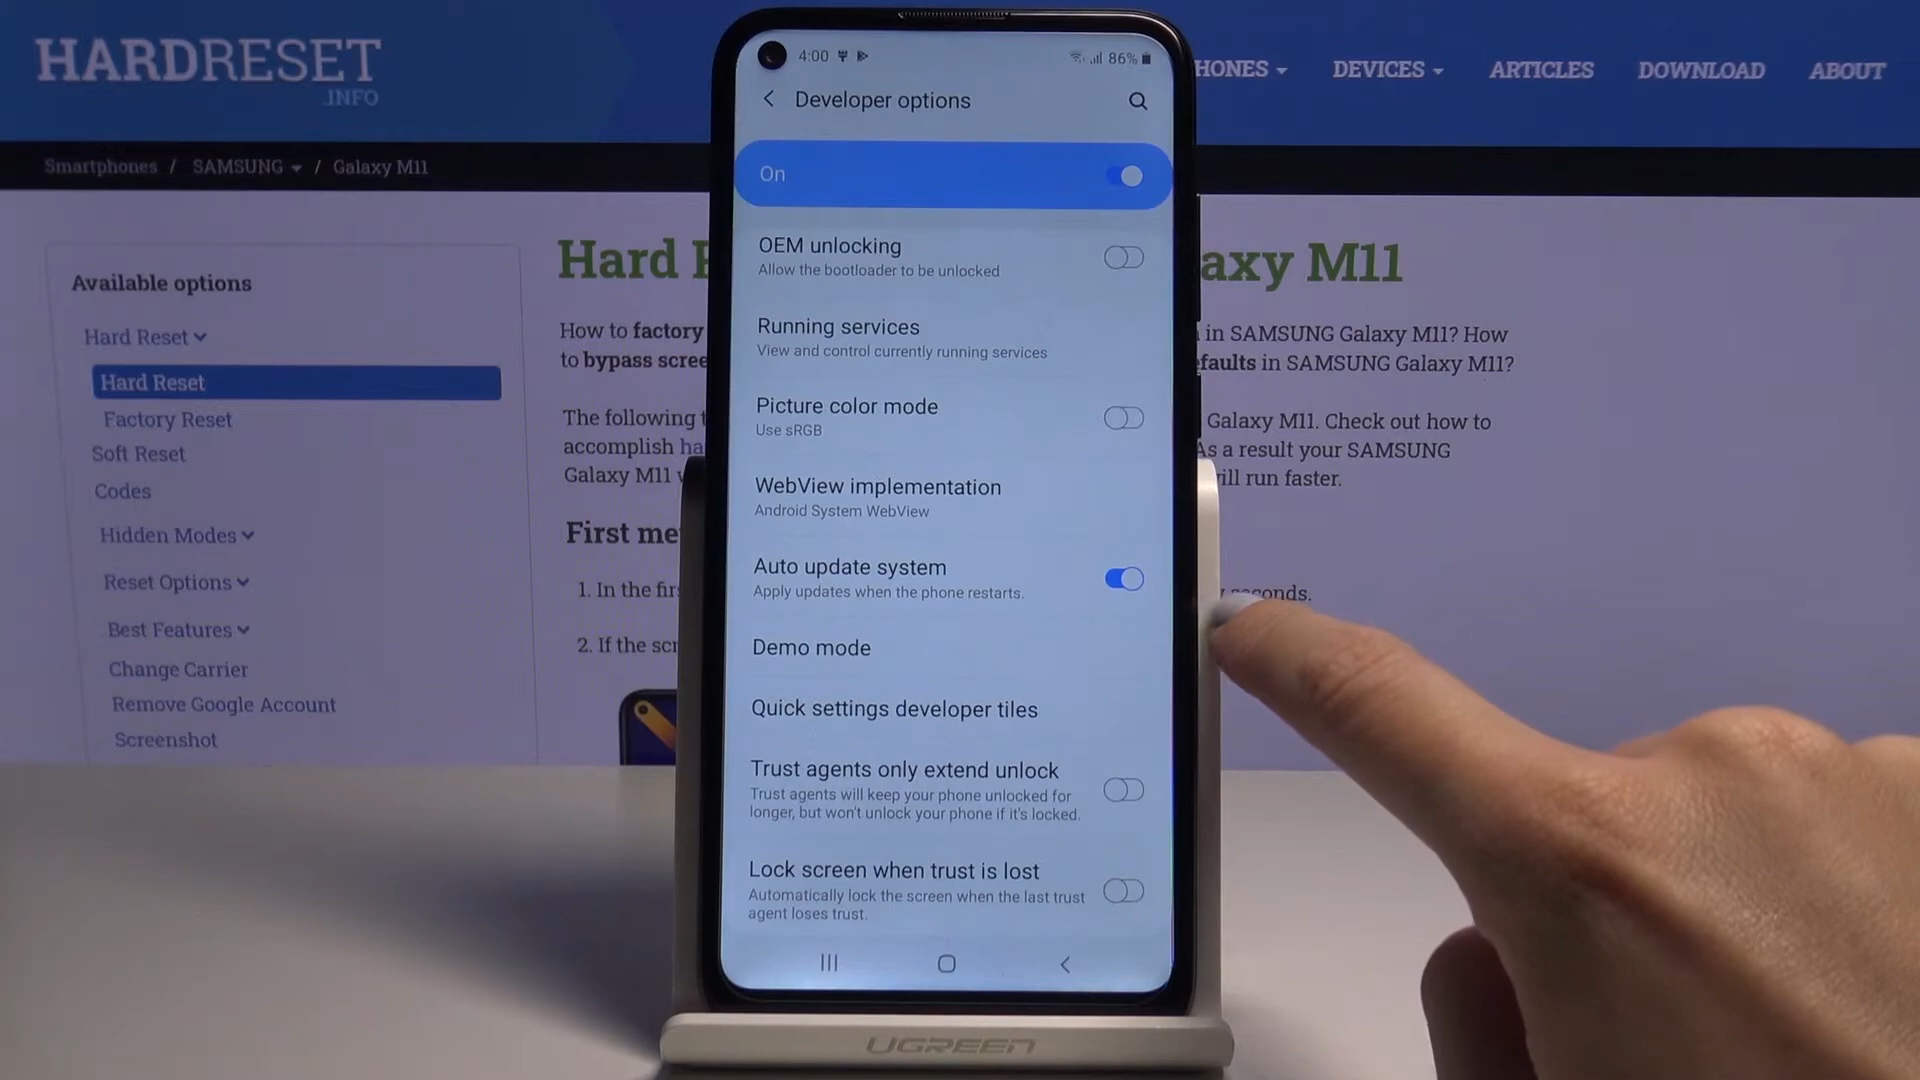 HARDRESET
.INFO
HONES
DEVICES
ARTICLES
DOWNLOAD
ABOUT
Smartphones / SAMSUNG / Galaxy M11
Available options
Hard Reset
Hard Reset
Factory Reset
Soft Reset
Codes
Hidden Modes
Reset Options
Best Features
Change Carrier
Remove Google Account
Screenshot
Hard
axy M11
How to factory
in SAMSUNG Galaxy M11? How
to bypass scree
efaults in SAMSUNG Galaxy M11?
The following
Galaxy M11. Check out how to
accomplish ha
As a result your SAMSUNG
Galaxy M11
will run faster.
First me
1. In the fir
seconds.
2. If the scr
4:00
86%
Developer options
On
OEM unlocking
Allow the bootloader to be unlocked
Running services
View and control currently running services
Picture color mode
Use sRGB
WebView implementation
Android System WebView
Auto update system
Apply updates when the phone restarts.
Demo mode
Quick settings developer tiles
Trust agents only extend unlock
Trust agents will keep your phone unlocked for
longer, but won't unlock your phone if it's locked.
Lock screen when trust is lost
Automatically lock the screen when the last trust
agent loses trust.
UGREEN